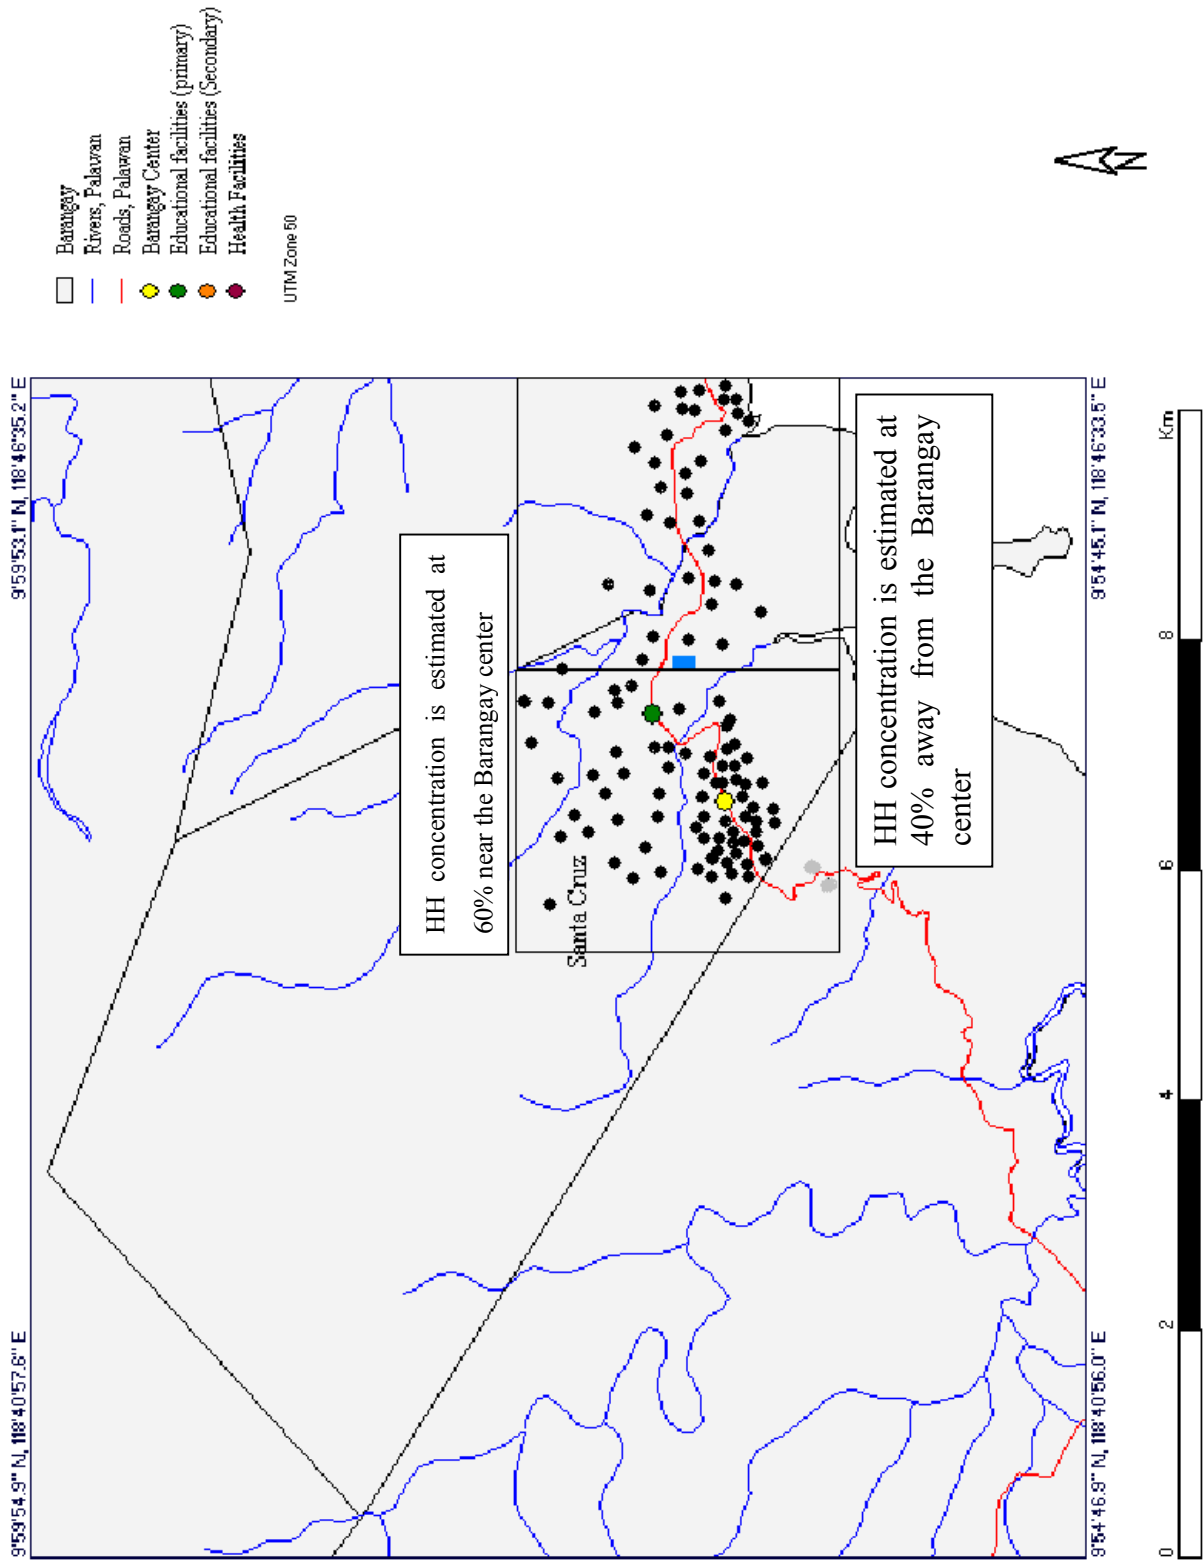 9°59'54.9" N, 118°40'57.6" E
9°59'53.1" N, 118°46'35.2" E
Barangay
Rivers, Palawan
Roads, Palawan
Barangay Center
Educational facilities (primary)
Educational facilities (Secondary)
Health Facilities
UTM Zone 50
HH concentration is estimated at
60% near the Barangay center
Santa Cruz
HH concentration is estimated at
40% away from the Barangay
center
9°54'46.9" N, 118°40'56.0" E
9°54'45.1" N, 118°46'33.5" E
N
0 2 4 6 8 Km